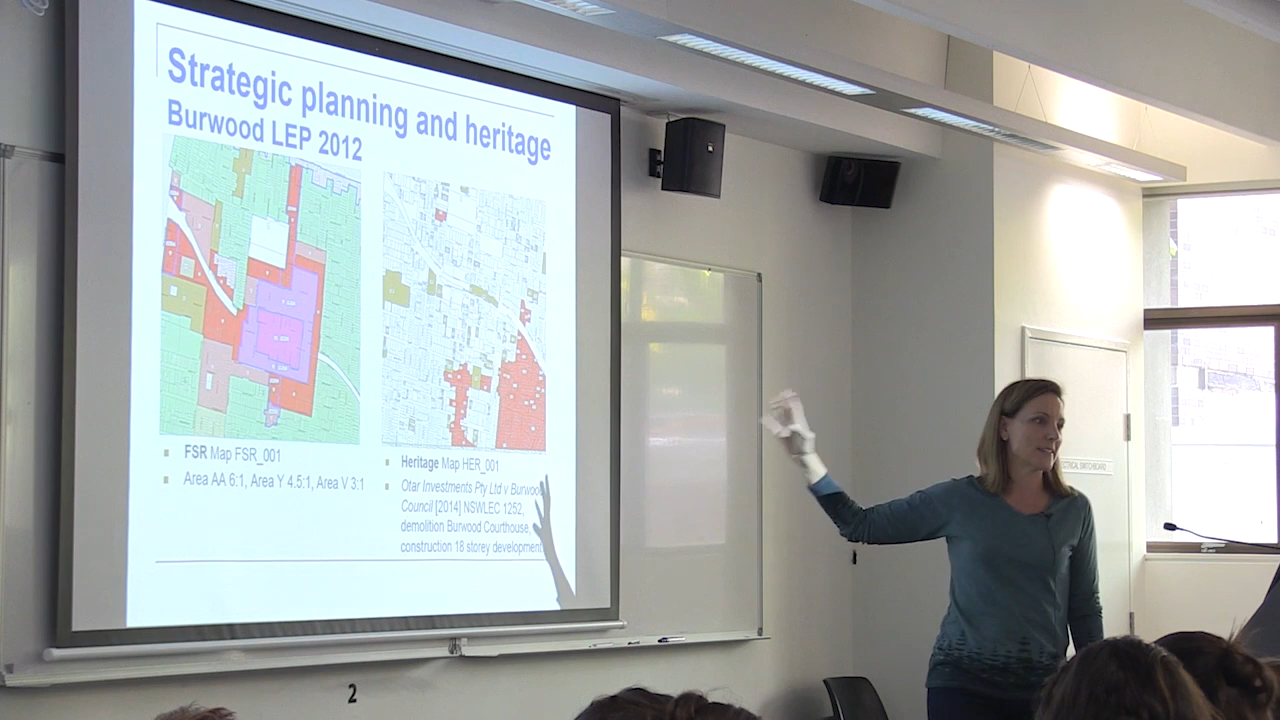 Strategic planning and heritage
Burwood LEP 2012
FSR Map FSR_001
Area AA 6:1, Area Y 4.5:1, Area V 3:1
Heritage Map HER_001
Otar Investments Pty Ltd v Burwood
Council [2014] NSWLEC 1252,
demolition Burwood Courthouse,
construction 18 storey development
2
SWITCHBOARD